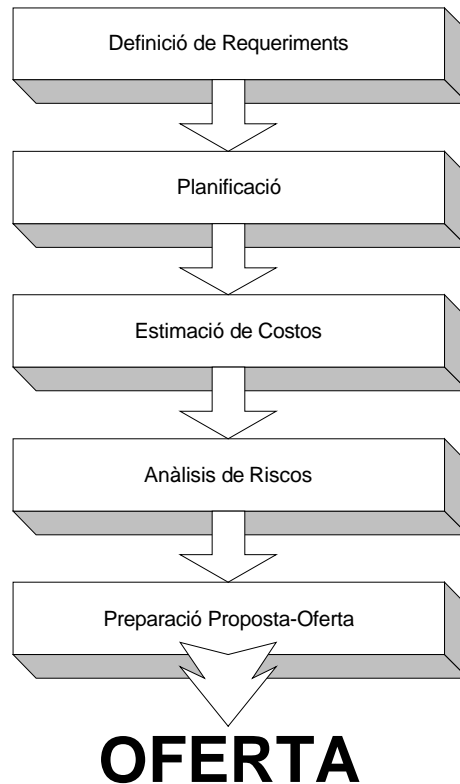 Definició de Requeriments
Planificació
Estimació de Costos
Anàlisis de Riscos
Preparació Proposta-Oferta
OFERTA